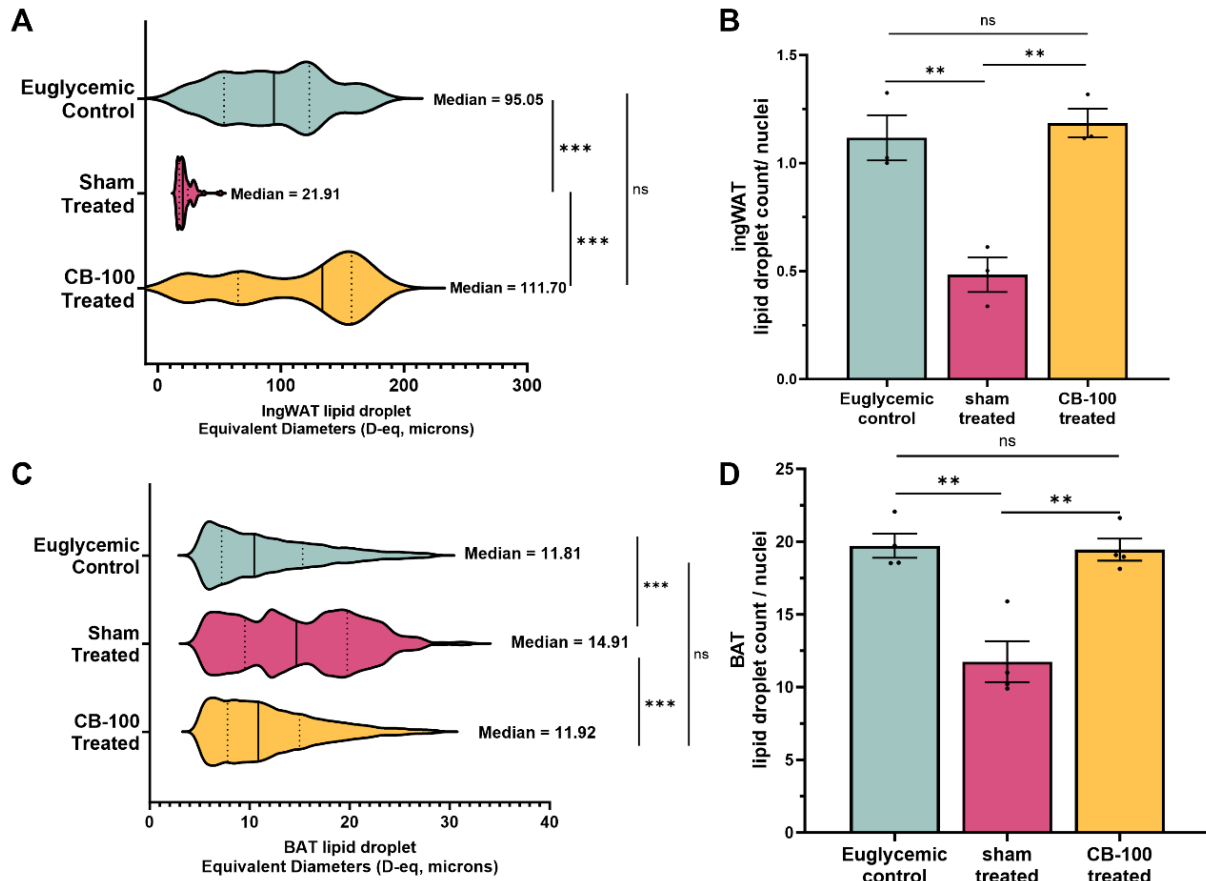 A
Euglycemic
Control
Median = 95.05
Sham
Treated
Median = 21.91
CB-100
Treated
Median = 111.70
***
***
ns
0
100
200
300
IngWAT lipid droplet
Equivalent Diameters (D-eq, microns)
B
ns
**
**
1.5
1.0
0.5
0.0
ingWAT
lipid droplet count/ nuclei
Euglycemic
control
sham
treated
CB-100
treated
C
Euglycemic
Control
Median = 11.81
Sham
Treated
Median = 14.91
CB-100
Treated
Median = 11.92
***
***
ns
0
10
20
30
40
BAT lipid droplet
Equivalent Diameters (D-eq, microns)
D
ns
**
**
25
20
15
10
5
0
BAT
lipid droplet count / nuclei
Euglycemic
control
sham
treated
CB-100
treated